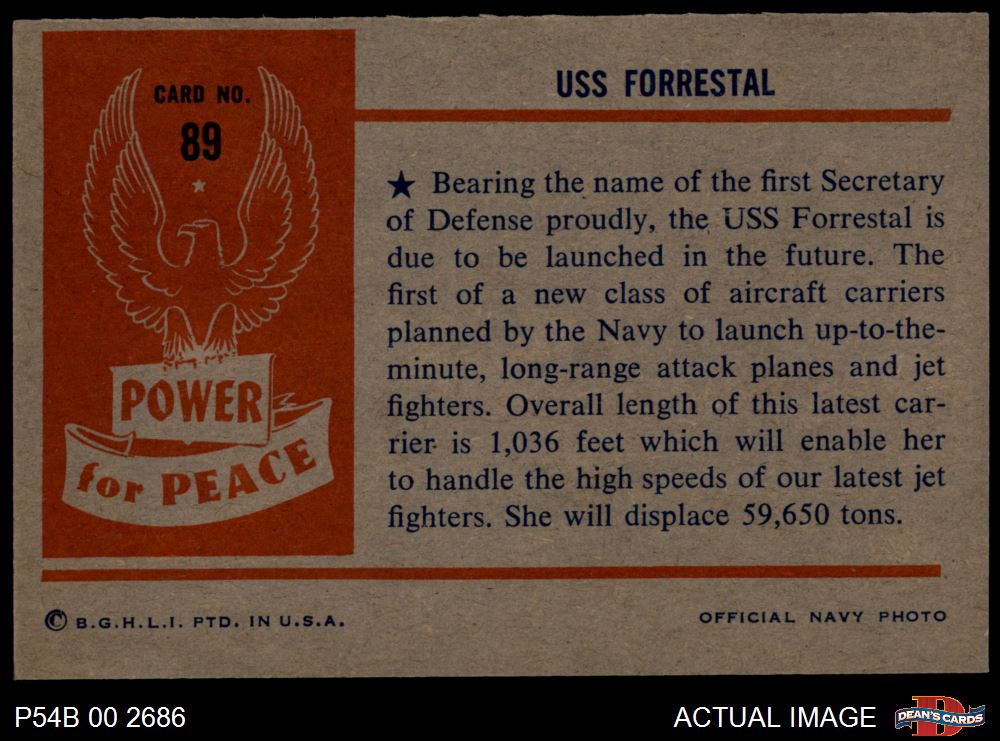 CARD NO.
89
POWER
for PEACE
USS FORRESTAL
★ Bearing the name of the first Secretary
of Defense proudly, the USS Forrestal is
due to be launched in the future. The
first of a new class of aircraft carriers
planned by the Navy to launch up-to-the-
minute, long-range attack planes and jet
fighters. Overall length of this latest car-
rier is 1,036 feet which will enable her
to handle the high speeds of our latest jet
fighters. She will displace 59,650 tons.
© B.G.H.L.I. PTD. IN U.S.A.
OFFICIAL NAVY PHOTO
P54B 00 2686
ACTUAL IMAGE
DEAN'S CARDS